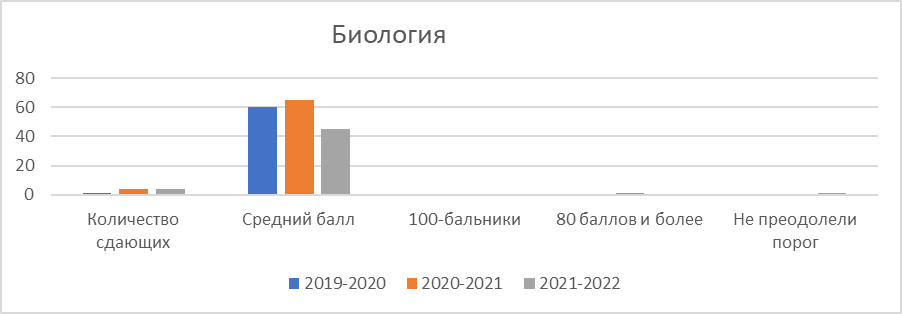 Биология
80
60
40
20
0
Количество
сдающих
Средний балл
100-бальники
80 баллов и более
Не преодолели
порог
2019-2020
2020-2021
2021-2022